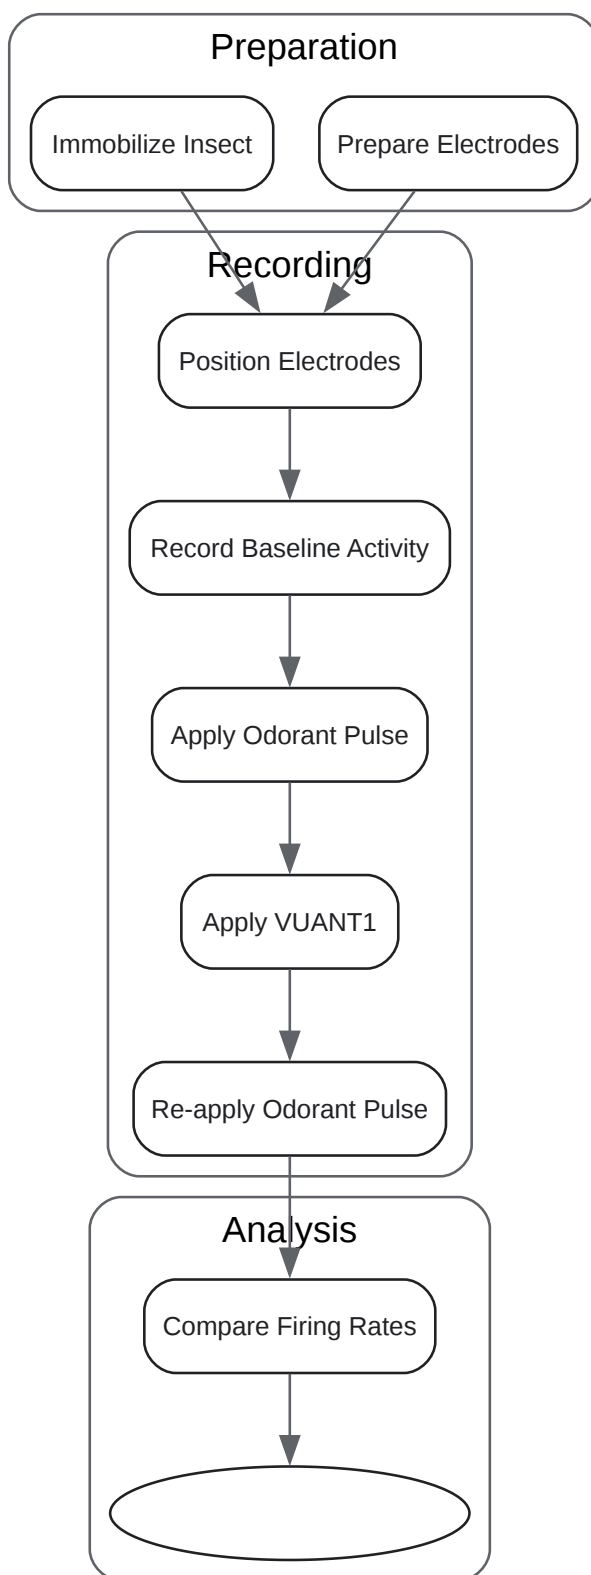 Preparation
Immobilize Insect
Prepare Electrodes
Recording
Position Electrodes
Record Baseline Activity
Apply Odorant Pulse
Apply VUANT1
Re-apply Odorant Pulse
Analysis
Compare Firing Rates